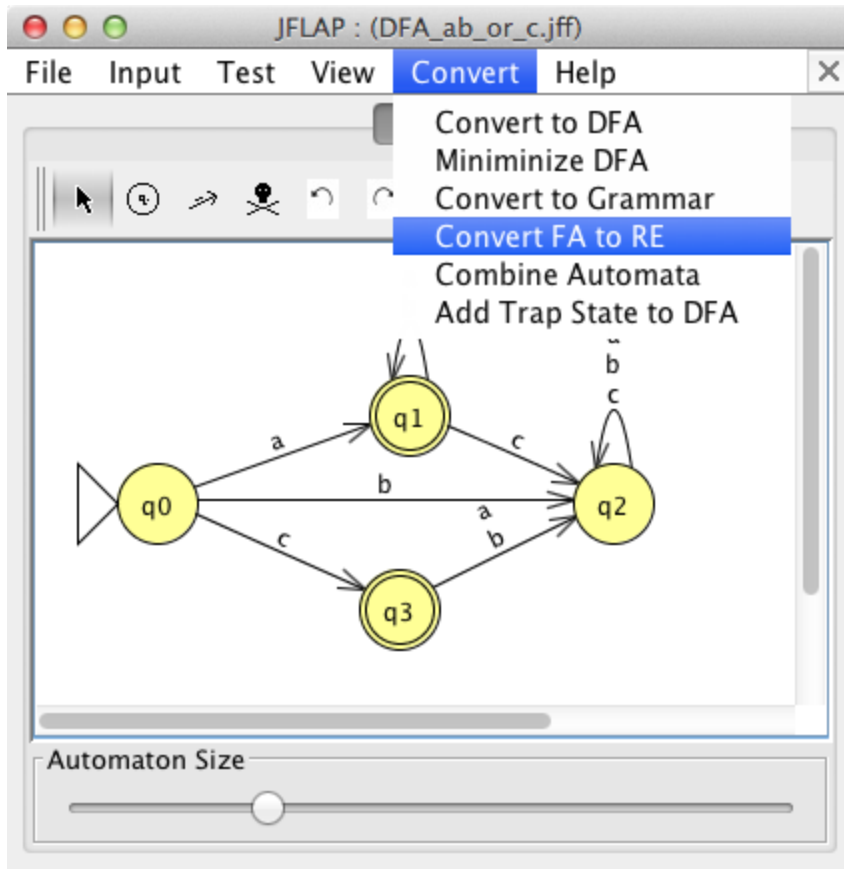 JFLAP : (DFA_ab_or_c.jff)
File Input Test View Convert Help
Convert to DFA
Miniminize DFA
Convert to Grammar
Convert FA to RE
Combine Automata
Add Trap State to DFA
b
c
q1
a
c
b
q0
a
q2
c
b
q3
Automaton Size